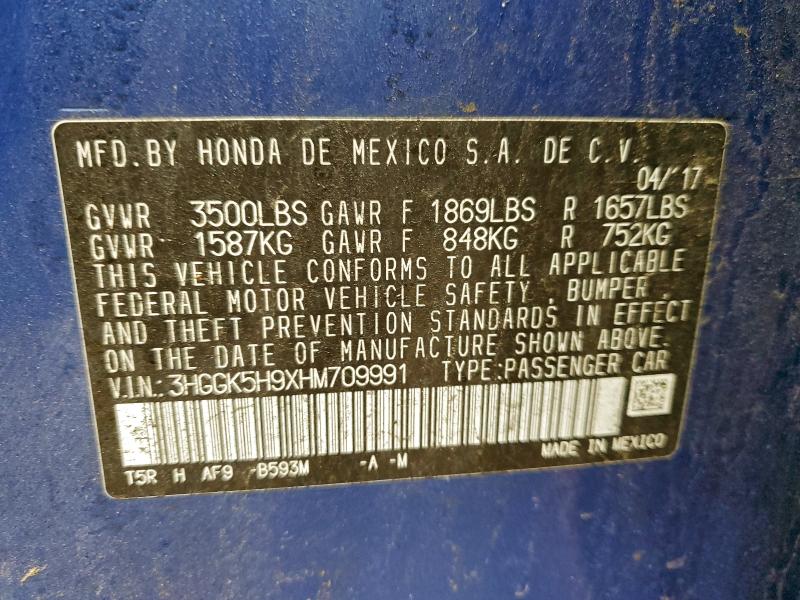 MFD. BY HONDA DE MEXICO S.A. DE C.V.
04/'17
GVWR 3500LBS GAWR F 1869LBS R 1657LBS
GVWR 1587KG GAWR F 848KG R 752KG
THIS VEHICLE CONFORMS TO ALL APPLICABLE
FEDERAL MOTOR VEHICLE SAFETY, BUMPER,
AND THEFT PREVENTION STANDARDS IN EFFECT
ON THE DATE OF MANUFACTURE SHOWN ABOVE.
V.I.N.: 3HGGK5H9XHM709991 TYPE:PASSENGER CAR
MADE IN MEXICO
T5R H AF9 -B593M -A -M